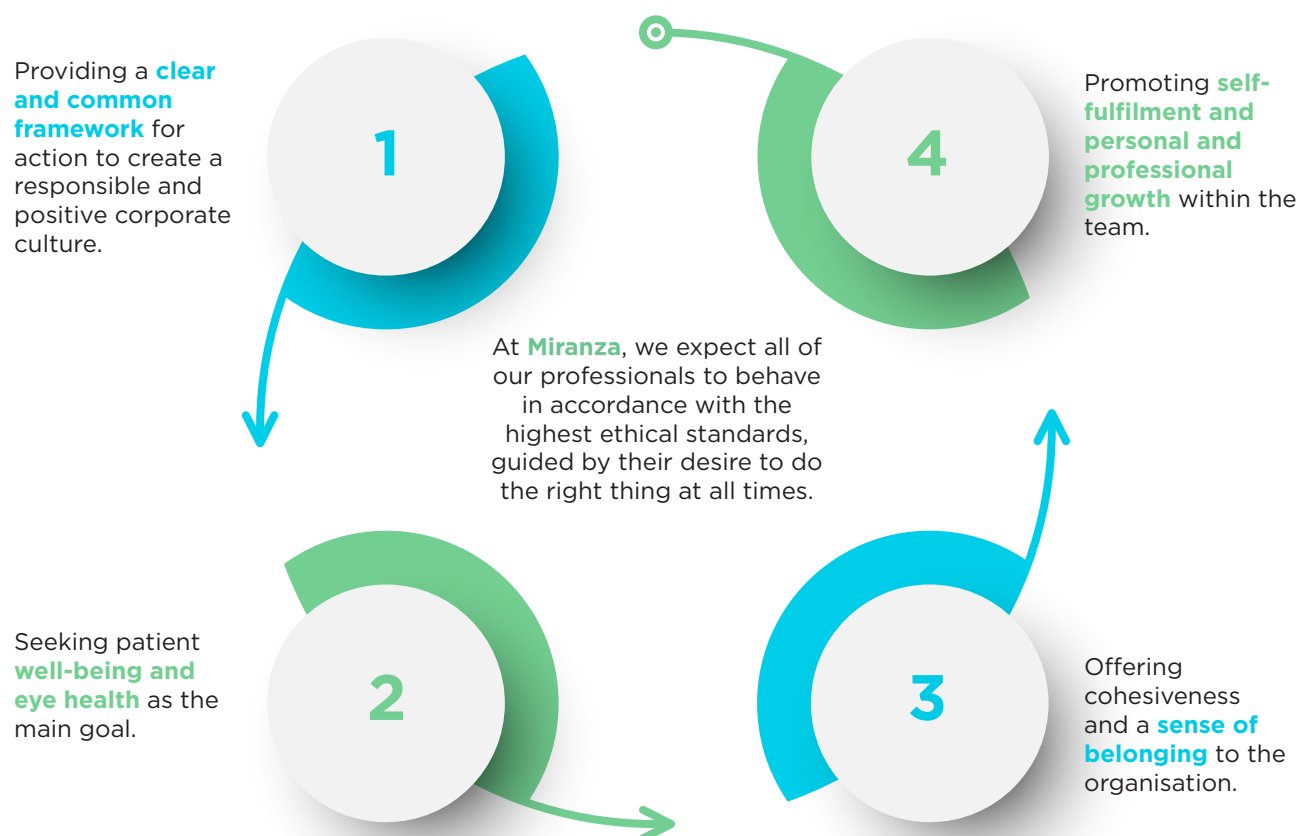 1
Providing a clear
and common
framework for
action to create a
responsible and
positive corporate
culture.
4
Promoting self-
fulfilment and
personal and
professional
growth within the
team.
At Miranza, we expect all of
our professionals to behave
in accordance with the
highest ethical standards,
guided by their desire to do
the right thing at all times.
2
Seeking patient
well-being and
eye health as the
main goal.
3
Offering
cohesiveness
and a sense of
belonging to the
organisation.